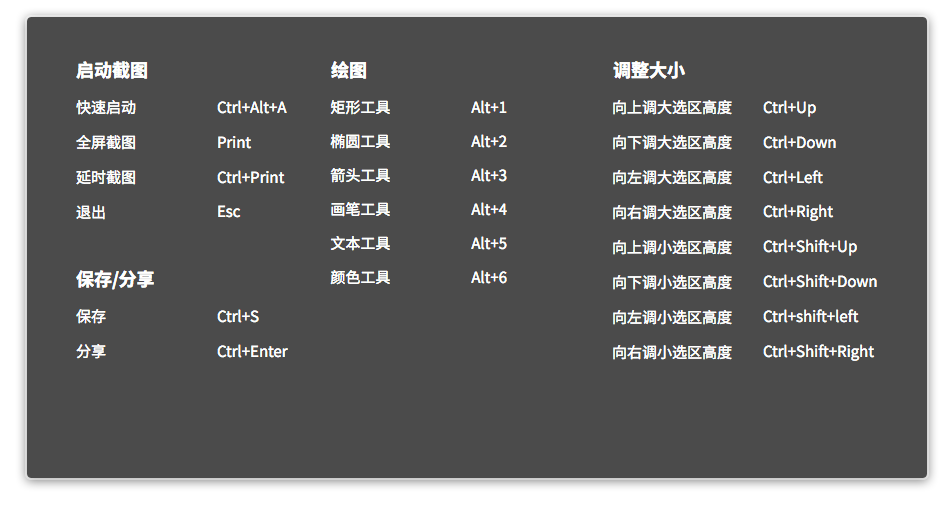 启动截图
快速启动 Ctrl+Alt+A
全屏截图 Print
延时截图 Ctrl+Print
退出 Esc
保存/分享
保存 Ctrl+S
分享 Ctrl+Enter
绘图
矩形工具 Alt+1
椭圆工具 Alt+2
箭头工具 Alt+3
画笔工具 Alt+4
文本工具 Alt+5
颜色工具 Alt+6
调整大小
向上调大选区高度 Ctrl+Up
向下调大选区高度 Ctrl+Down
向左调大选区高度 Ctrl+Left
向右调大选区高度 Ctrl+Right
向上调小选区高度 Ctrl+Shift+Up
向下调小选区高度 Ctrl+Shift+Down
向左调小选区高度 Ctrl+shift+left
向右调小选区高度 Ctrl+Shift+Right